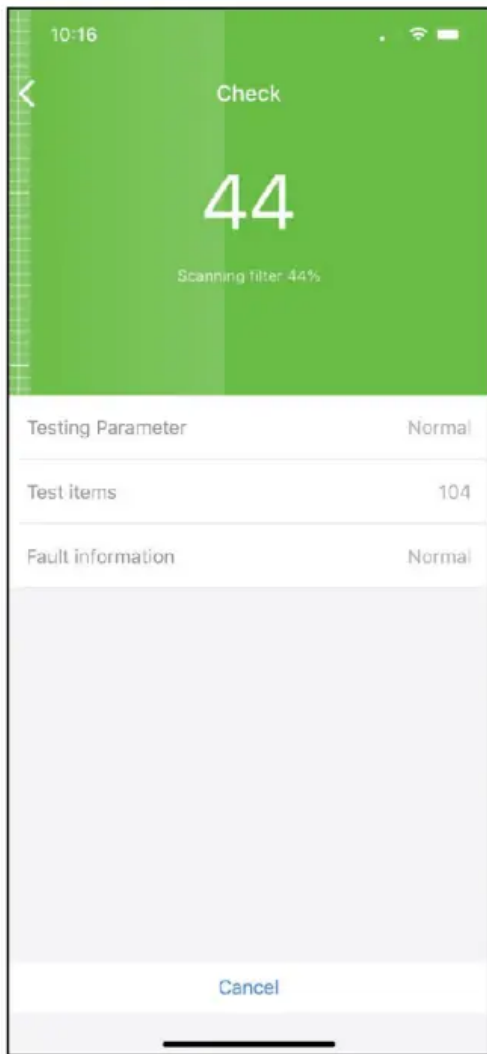 10:16
Check
44
Scanning filter 44%
Testing Parameter Normal
Test items 104
Fault information Normal
Cancel